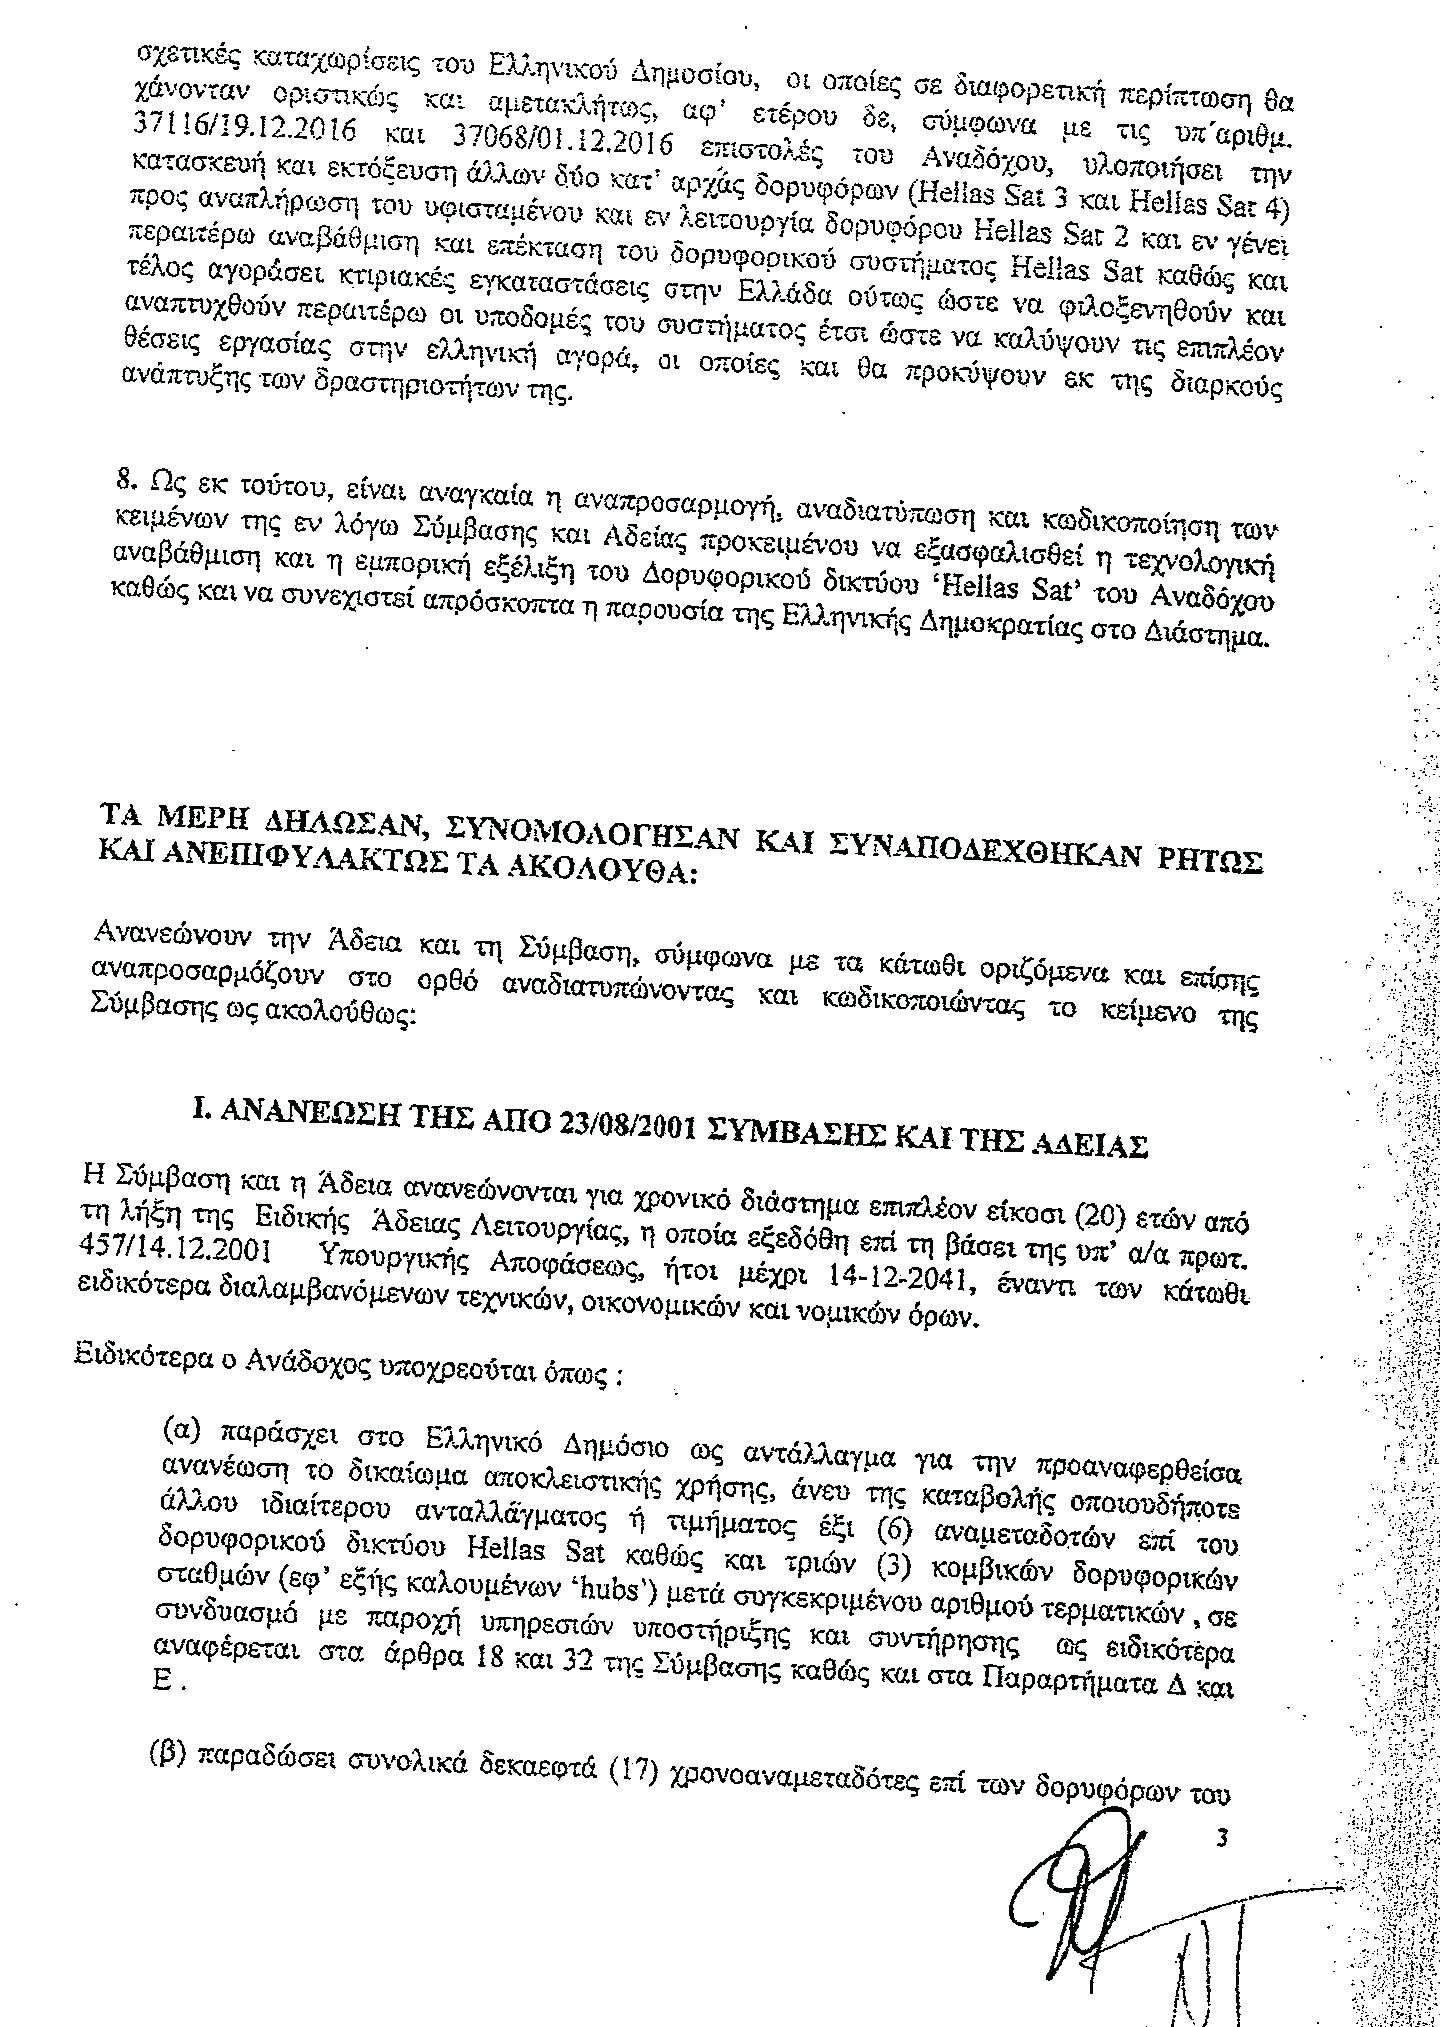 σχετικές καταχωρίσεις του Ελληνικού Δημοσίου, οι οποίες σε διαφορετική περίπτωση θα
χάνονταν οριστικώς και αμετακλήτως, αφ' ετέρου δε, σύμφωνα με τις υπ΄αριθμ.
37116/19.12.2016 και 37068/01.12.2016 επιστολές του Αναδόχου, υλοποιήσει την
κατασκευή και εκτόξευση άλλων δύο κατ' αρχάς δορυφόρων (Hellas Sat 3 και Hellas Sat 4)
προς αναπλήρωση του υφισταμένου και εν λειτουργία δορυφόρου Hellas Sat 2 και εν γένει
περαιτέρω αναβάθμιση και επέκταση του δορυφορικού συστήματος Hellas Sat καθώς και
τέλος αγοράσει κτιριακές εγκαταστάσεις στην Ελλάδα ούτως ώστε να φιλοξενηθούν και
αναπτυχθούν περαιτέρω οι υποδομές του συστήματος έτσι ώστε να καλύψουν τις επιπλέον
θέσεις εργασίας στην ελληνική αγορά, οι οποίες και θα προκύψουν εκ της διαρκούς
ανάπτυξης των δραστηριοτήτων της.
8. Ως εκ τούτου, είναι αναγκαία η αναπροσαρμογή, αναδιατύπωση και κωδικοποίηση των
κειμένων της εν λόγω Σύμβασης και Αδείας προκειμένου να εξασφαλισθεί η τεχνολογική
αναβάθμιση και η εμπορική εξέλιξη του Δορυφορικού δικτύου 'Hellas Sat' του Αναδόχου
καθώς και να συνεχιστεί απρόσκοπτα η παρουσία της Ελληνικής Δημοκρατίας στο Διάστημα.
ΤΑ ΜΕΡΗ ΔΗΛΩΣΑΝ, ΣΥΝΟΜΟΛΟΓΗΣΑΝ ΚΑΙ ΣΥΝΑΠΟΔΕΧΘΗΚΑΝ ΡΗΤΩΣ
ΚΑΙ ΑΝΕΠΙΦΥΛΑΚΤΩΣ ΤΑ ΑΚΟΛΟΥΘΑ:
Ανανεώνουν την Άδεια και τη Σύμβαση, σύμφωνα με τα κάτωθι οριζόμενα και επίσης
αναπροσαρμόζουν στο ορθό αναδιατυπώνοντας και κωδικοποιώντας το κείμενο της
Σύμβασης ως ακολούθως:
Ι. ΑΝΑΝΕΩΣΗ ΤΗΣ ΑΠΟ 23/08/2001 ΣΥΜΒΑΣΗΣ ΚΑΙ ΤΗΣ ΑΔΕΙΑΣ
Η Σύμβαση και η Άδεια ανανεώνονται για χρονικό διάστημα επιπλέον είκοσι (20) ετών από
τη λήξη της Ειδικής Άδειας Λειτουργίας, η οποία εξεδόθη επί τη βάσει της υπ' α/α πρωτ.
457/14.12.2001 Υπουργικής Αποφάσεως, ήτοι μέχρι 14-12-2041, έναντι των κάτωθι
ειδικότερα διαλαμβανόμενων τεχνικών, οικονομικών και νομικών όρων.
Ειδικότερα ο Ανάδοχος υποχρεούται όπως :
(α) παράσχει στο Ελληνικό Δημόσιο ως αντάλλαγμα για την προαναφερθείσα
ανανέωση το δικαίωμα αποκλειστικής χρήσης, άνευ της καταβολής οποιουδήποτε
άλλου ιδιαίτερου ανταλλάγματος ή τιμήματος έξι (6) αναμεταδοτών επί του
δορυφορικού δικτύου Hellas Sat καθώς και τριών (3) κομβικών δορυφορικών
σταθμών (εφ' εξής καλουμένων 'hubs') μετά συγκεκριμένου αριθμού τερματικών , σε
συνδυασμό με παροχή υπηρεσιών υποστήριξης και συντήρησης ως ειδικότερα
αναφέρεται στα άρθρα 18 και 32 της Σύμβασης καθώς και στα Παραρτήματα Δ και
Ε .
(β) παραδώσει συνολικά δεκαεφτά (17) χρονοαναμεταδότες επί των δορυφόρων του
3